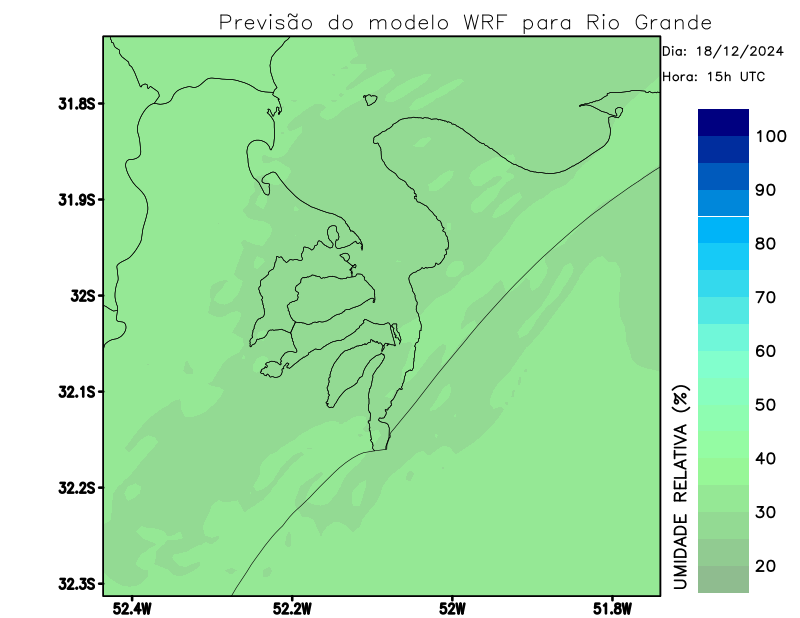 Previsão do modelo WRF para Rio Grande
Dia: 18/12/2024
Hora: 15h UTC
31.8S
31.9S
32S
32.1S
32.2S
32.3S
52.4W
52.2W
52W
51.8W
UMIDADE RELATIVA (%)
100
90
80
70
60
50
40
30
20